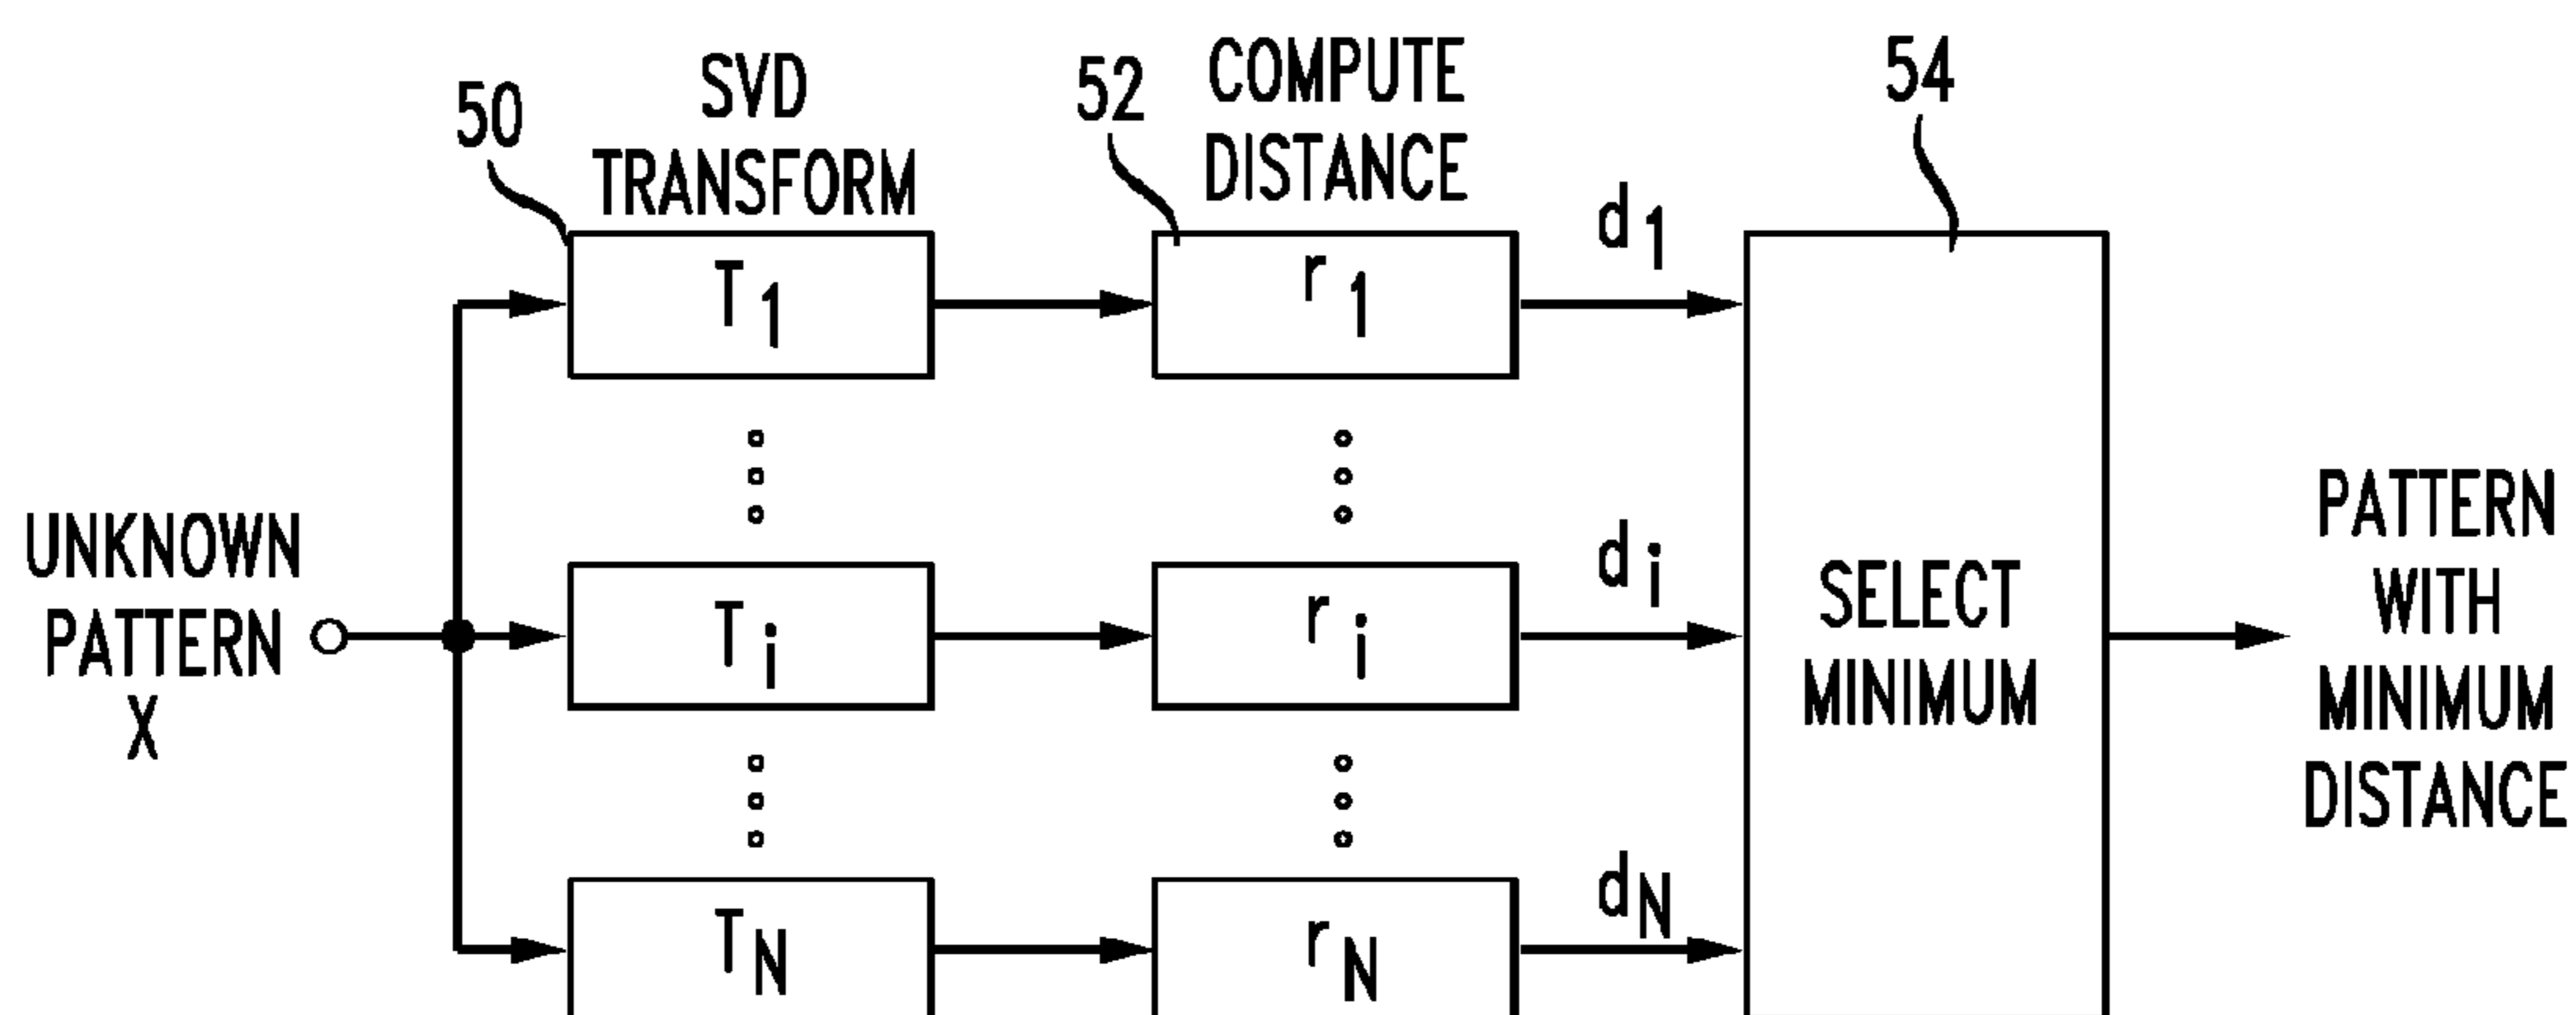 50
SVD
TRANSFORM
52
COMPUTE
DISTANCE
54
T1
r1
d1
UNKNOWN
PATTERN
X
Ti
ri
di
SELECT
MINIMUM
PATTERN
WITH
MINIMUM
DISTANCE
TN
rN
dN